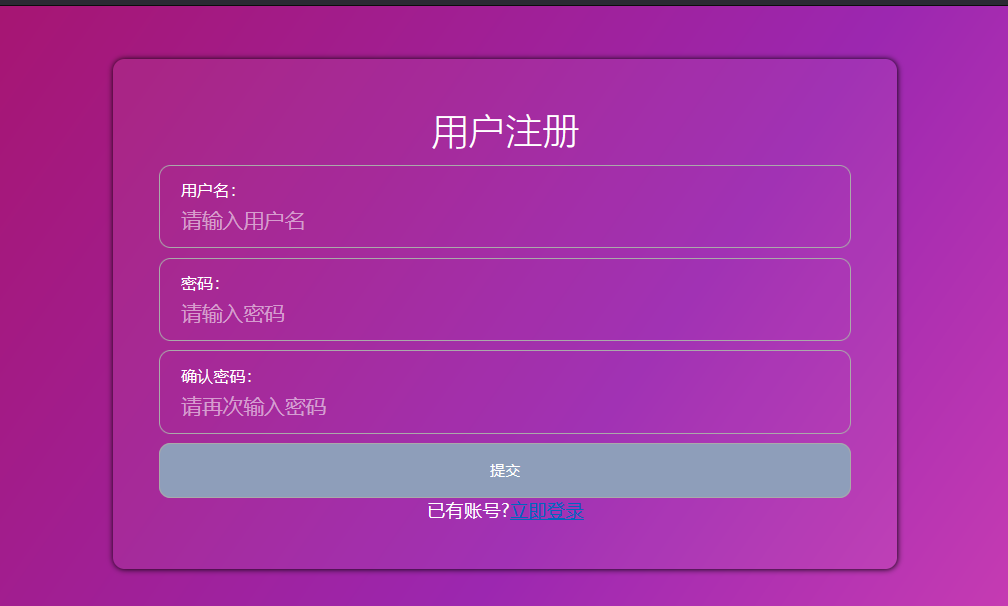 用户注册
用户名：
请输入用户名
密码：
请输入密码
确认密码：
请再次输入密码
提交
已有账号?立即登录